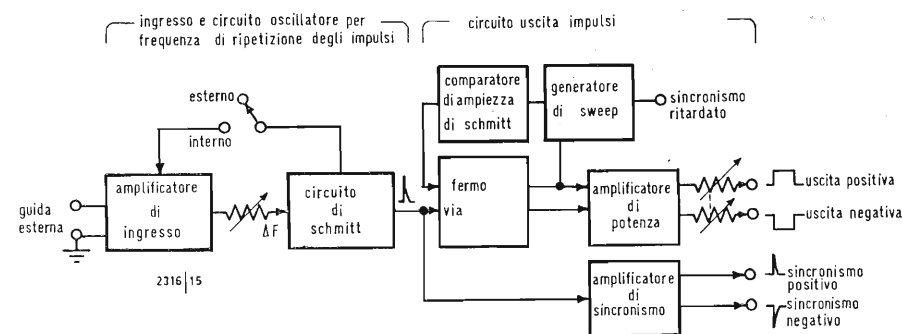 ingresso e circuito oscillatore per
frequenza di ripetizione degli impulsi
circuito uscita impulsi
esterno
interno
comparatore
di ampiezza
di schmitt
generatore
di sweep
sincronismo
ritardato
guida
esterna
amplificatore
di
ingresso
ΔF
circuito
di
schmitt
fermo
via
amplificatore
di
potenza
uscita positiva
uscita negativa
amplificatore
di
sincronismo
sincronismo
positivo
sincronismo
negativo
2316|15